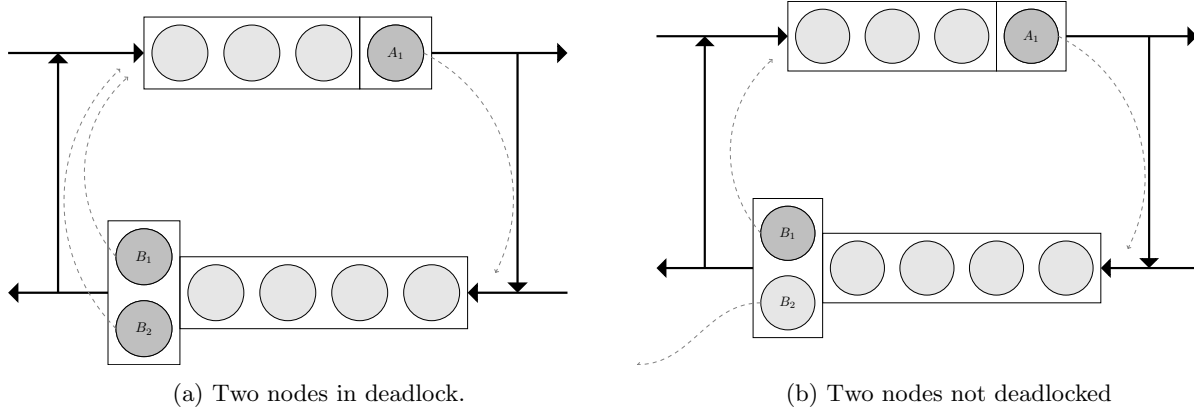 A1
A1
B1
B2
B1
B2
(a) Two nodes in deadlock.
(b) Two nodes not deadlocked